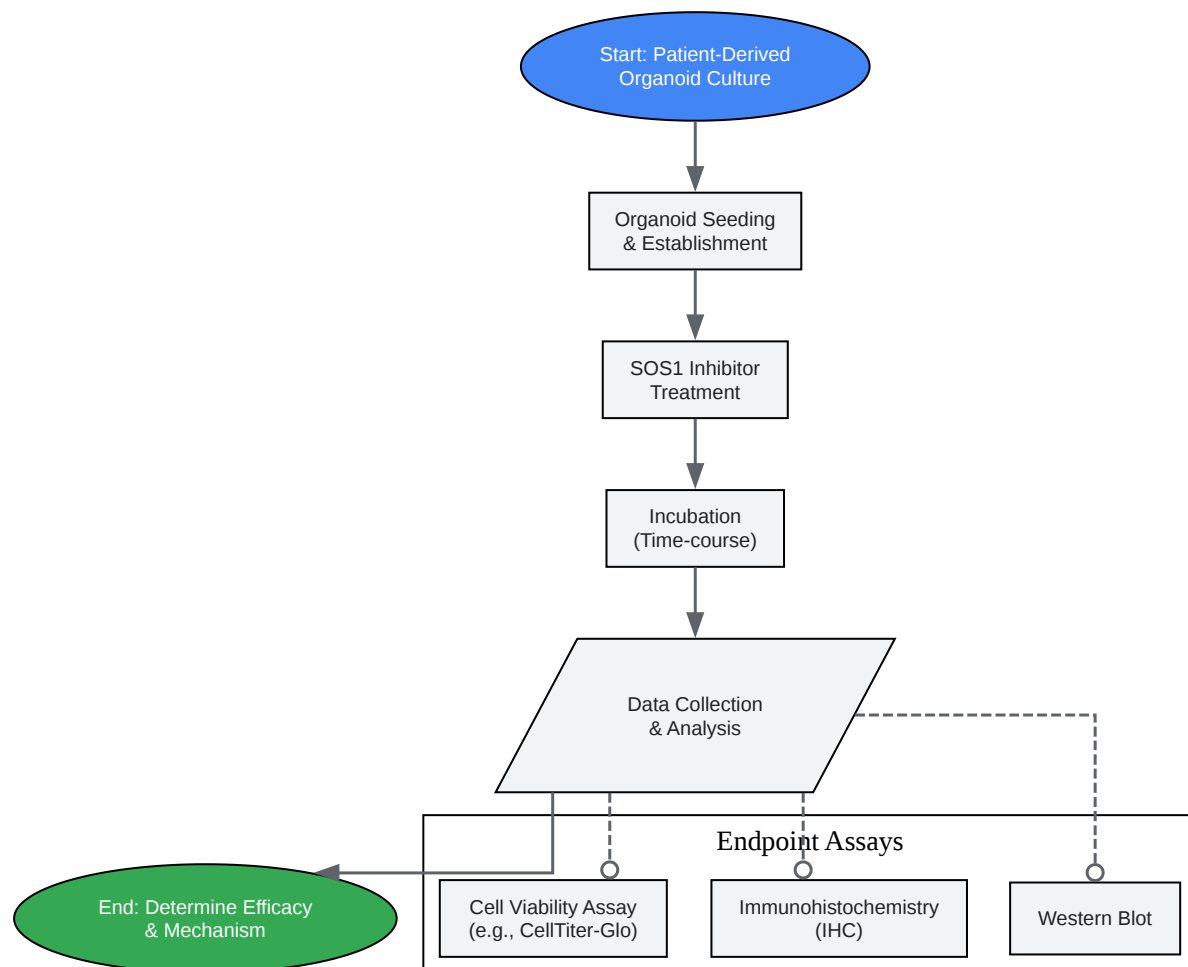 Start: Patient-Derived
Organoid Culture
Organoid Seeding
& Establishment
SOS1 Inhibitor
Treatment
Incubation
(Time-course)
Data Collection
& Analysis
Endpoint Assays
End: Determine Efficacy
& Mechanism
Cell Viability Assay
(e.g., CellTiter-Glo)
Immunohistochemistry
(IHC)
Western Blot